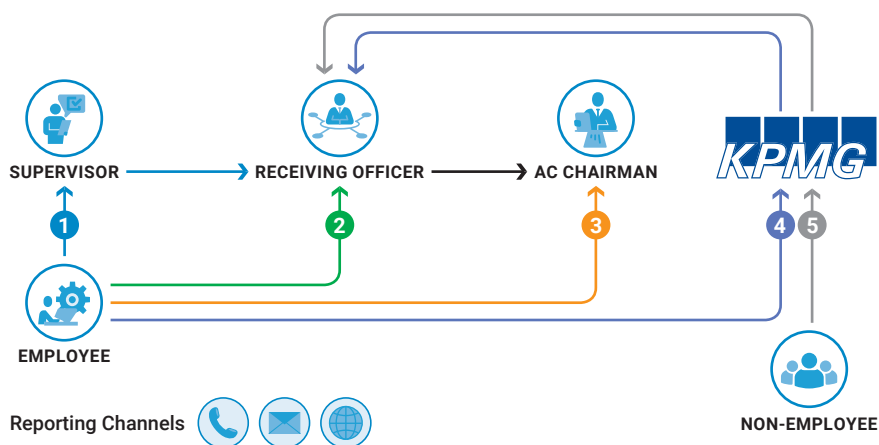 KPMG
SUPERVISOR
RECEIVING OFFICER
AC CHAIRMAN
1
2
3
4
5
EMPLOYEE
NON-EMPLOYEE
Reporting Channels